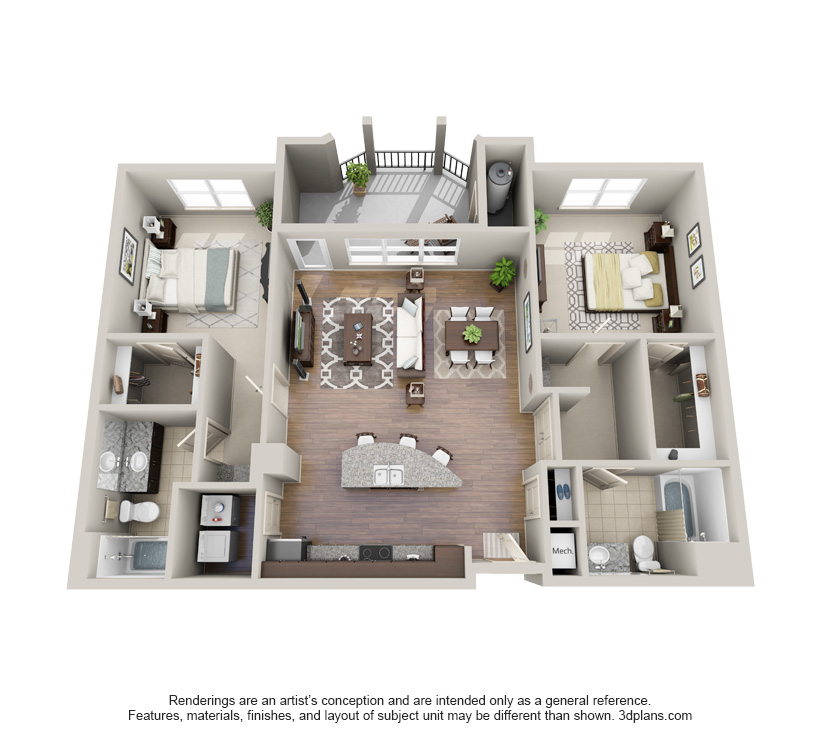 Mech.
Renderings are an artist's conception and are intended only as a general reference.
Features, materials, finishes, and layout of subject unit may be different than shown. 3dplans.com